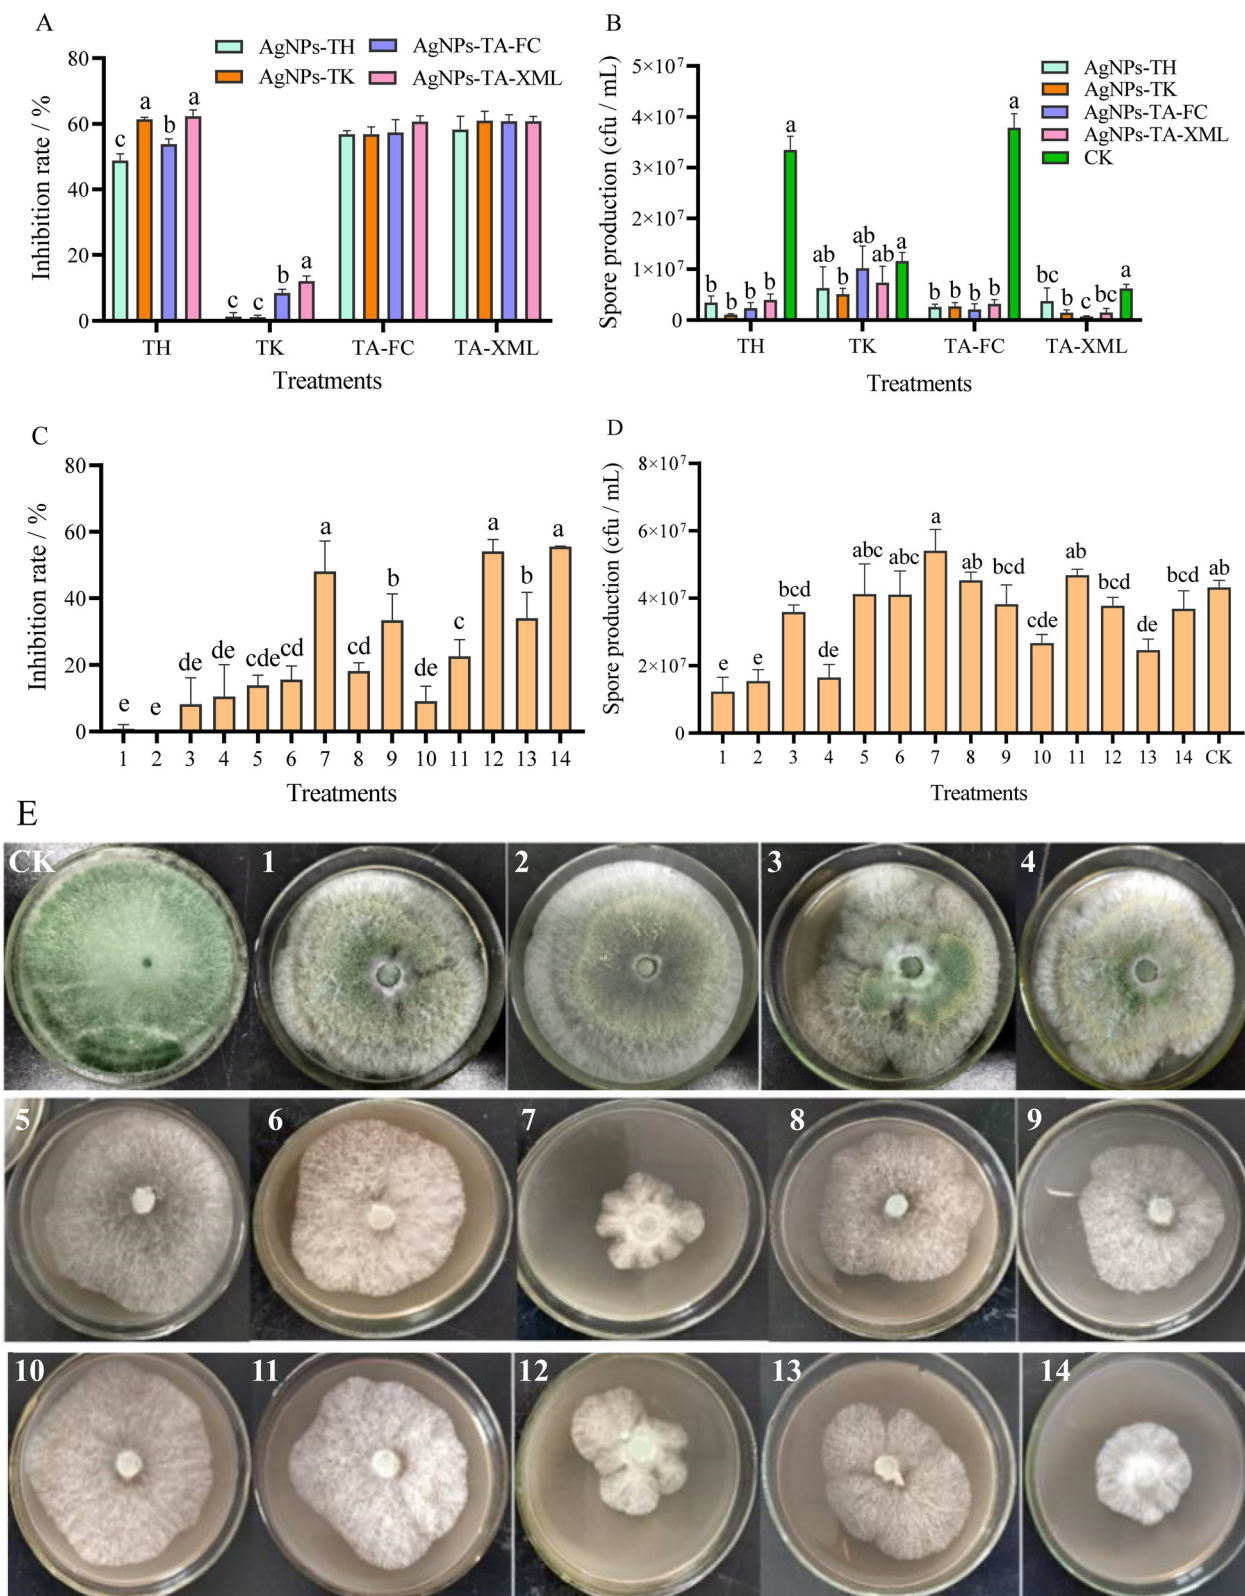 A
AgNPs-TH
AgNPs-TA-FC
AgNPs-TK
AgNPs-TA-XML
Inhibition rate / %
80
60
40
20
0
c
a
b
a
c
c
b
a
TH
TK
TA-FC
TA-XML
Treatments
B
AgNPs-TH
AgNPs-TK
AgNPs-TA-FC
AgNPs-TA-XML
CK
Spore production (cfu / mL)
5×10⁷
4×10⁷
3×10⁷
2×10⁷
1×10⁷
0
b
b
b
b
a
ab
b
ab
ab
a
b
b
b
b
a
bc
b
c
bc
a
TH
TK
TA-FC
TA-XML
Treatments
C
Inhibition rate / %
80
60
40
20
0
e
e
de
de
cde
cd
a
cd
b
de
c
a
b
a
1 2 3 4 5 6 7 8 9 10 11 12 13 14
Treatments
D
Spore production (cfu / mL)
8×10⁷
6×10⁷
4×10⁷
2×10⁷
0
e
e
bcd
de
abc
abc
a
ab
bcd
cde
ab
bcd
de
bcd
ab
1 2 3 4 5 6 7 8 9 10 11 12 13 14 CK
Treatments
E
CK
1
2
3
4
5
6
7
8
9
10
11
12
13
14